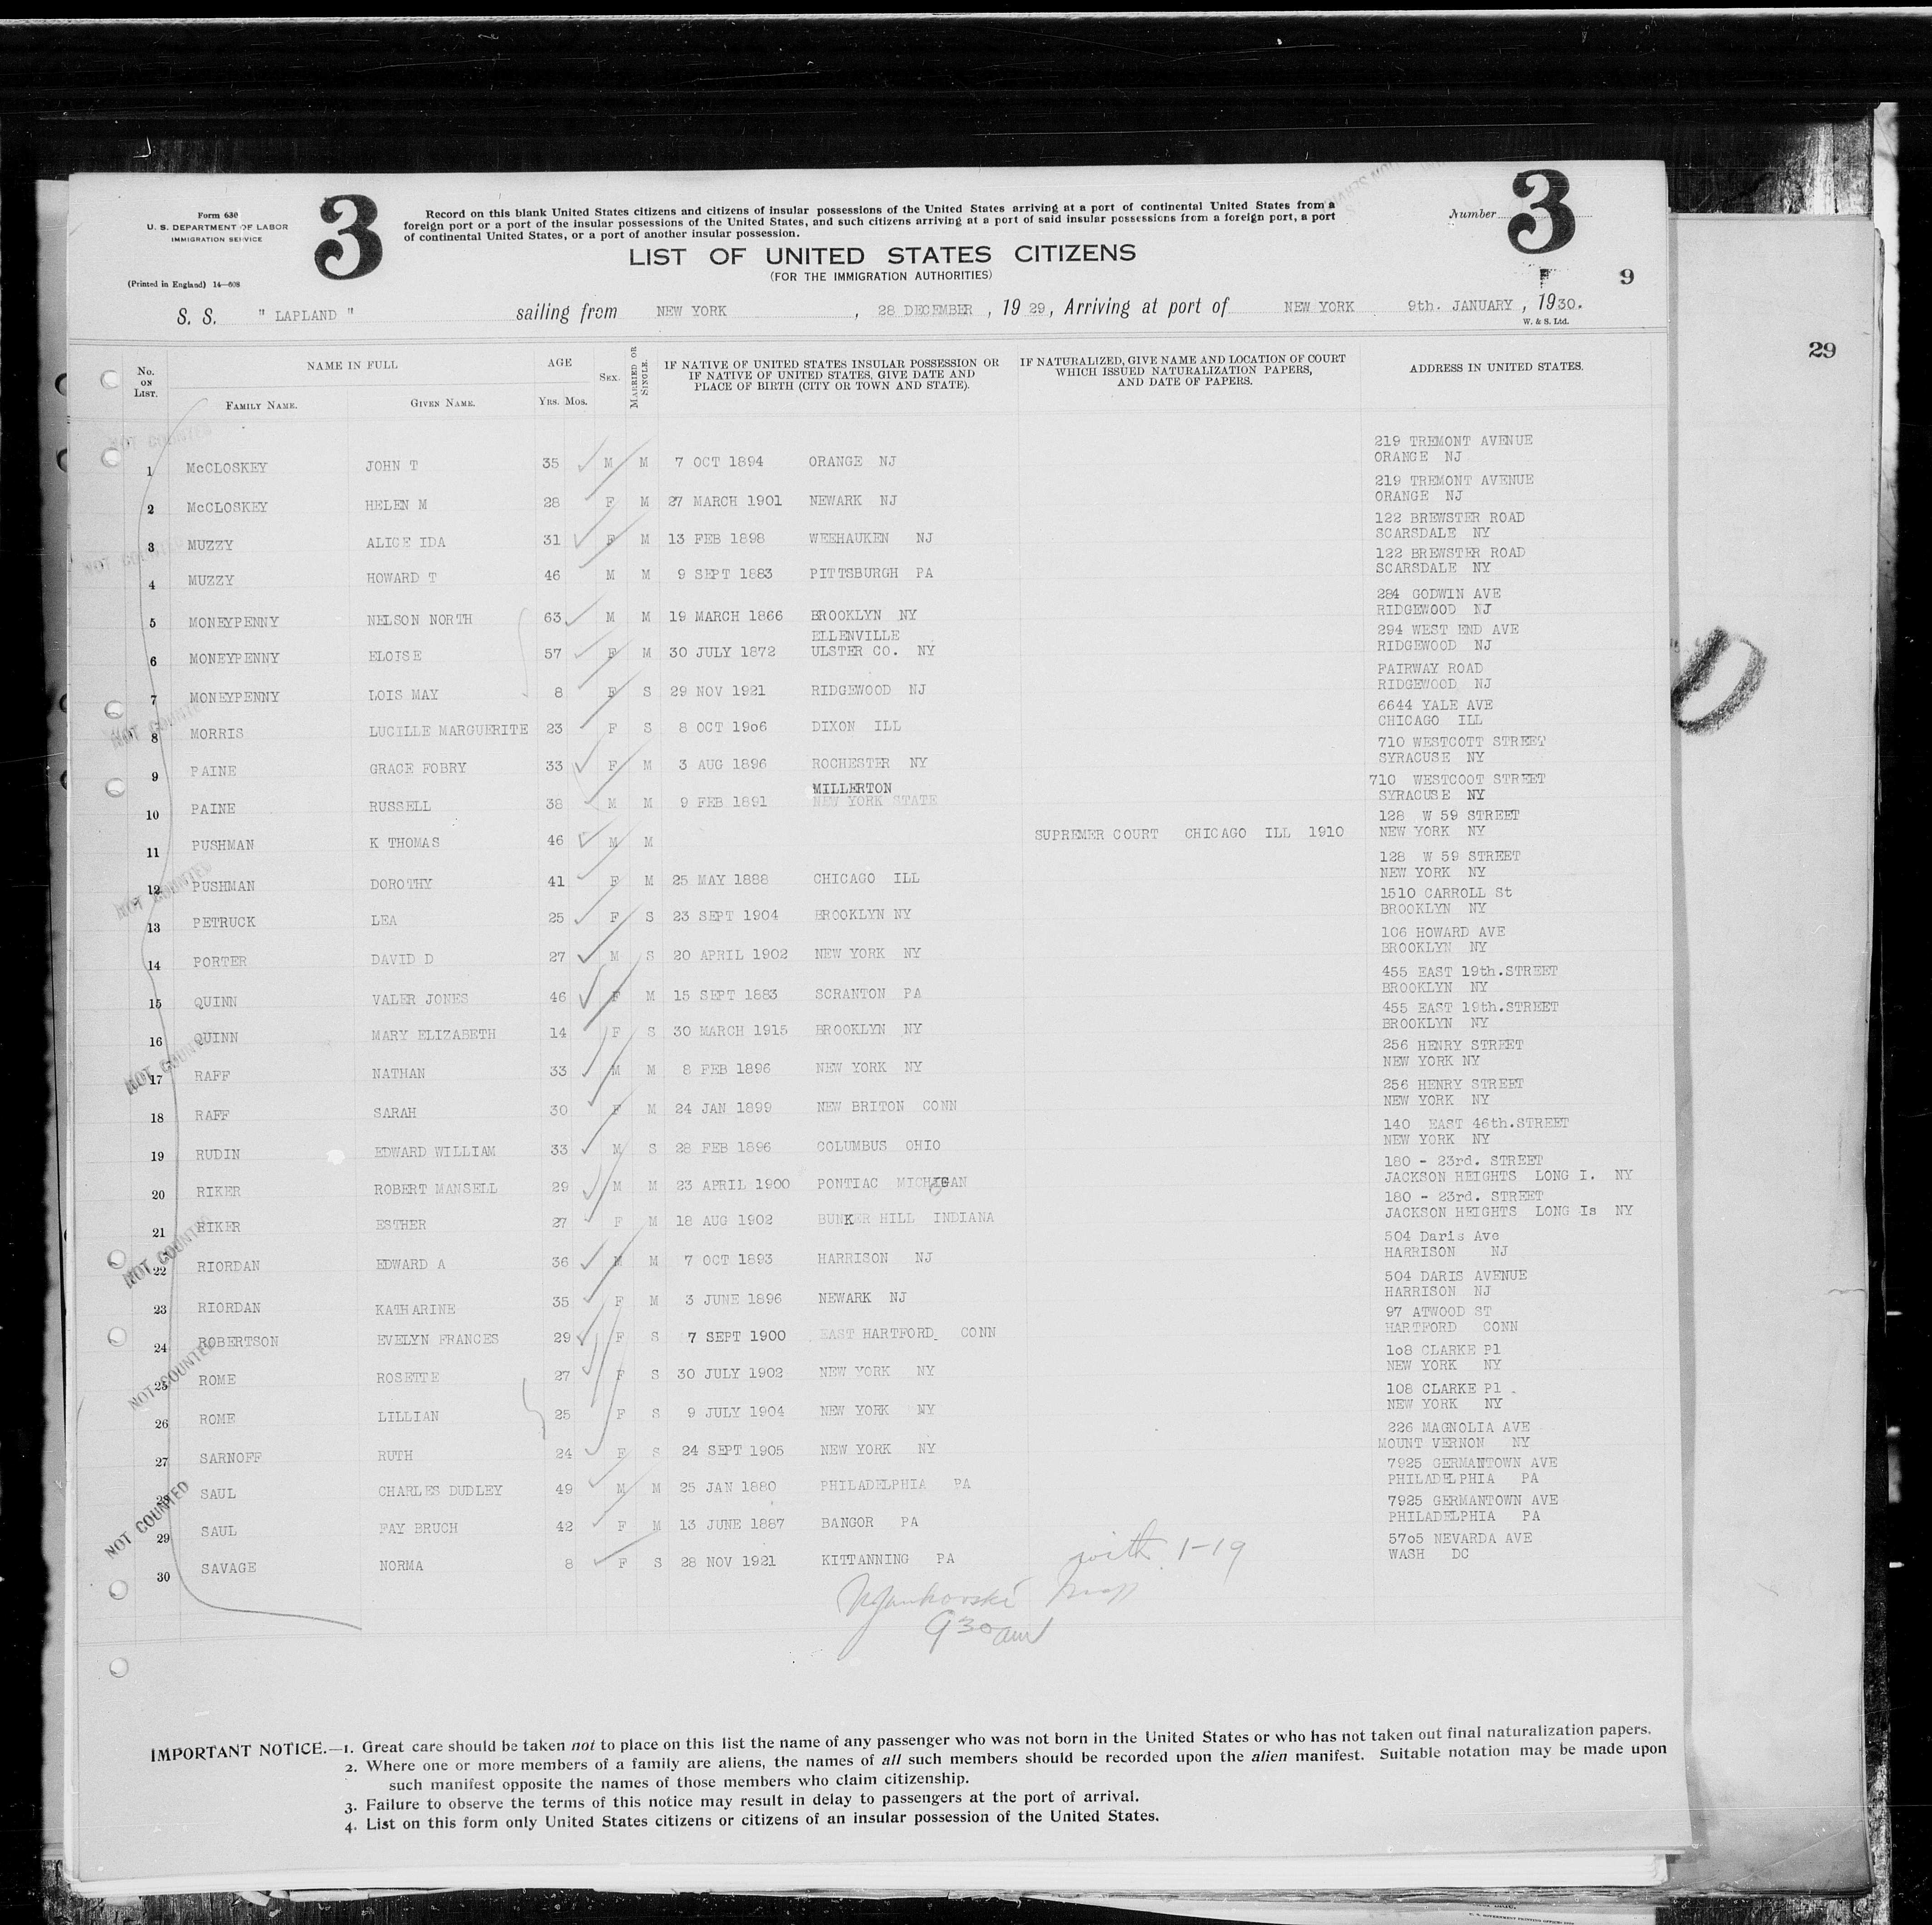 Form 630
U. S. DEPARTMENT OF LABOR
IMMIGRATION SERVICE
(Printed in England) 14—608
3
Record on this blank United States citizens and citizens of insular possessions of the United States arriving at a port of continental United States from a
foreign port or a port of the insular possessions of the United States, and such citizens arriving at a port of said insular possessions from a foreign port, a port
of continental United States, or a port of another insular possession.
LIST OF UNITED STATES CITIZENS
(FOR THE IMMIGRATION AUTHORITIES)
Number 3
9
S. S. " LAPLAND " sailing from NEW YORK , 28 DECEMBER , 19 29, Arriving at port of NEW YORK 9th. JANUARY , 1930.
W. & S. Ltd.
29
No. ON LIST. NAME IN FULL AGE SEX. MARRIED OR SINGLE. IF NATIVE OF UNITED STATES INSULAR POSSESSION OR IF NATIVE OF UNITED STATES, GIVE DATE AND PLACE OF BIRTH (CITY OR TOWN AND STATE). IF NATURALIZED, GIVE NAME AND LOCATION OF COURT WHICH ISSUED NATURALIZATION PAPERS, AND DATE OF PAPERS. ADDRESS IN UNITED STATES.
FAMILY NAME. GIVEN NAME. YRS. MOS.
1 McCLOSKEY JOHN T 35 M M 7 OCT 1894 ORANGE NJ 219 TREMONT AVENUE ORANGE NJ
2 McCLOSKEY HELEN M 28 F M 27 MARCH 1901 NEWARK NJ 219 TREMONT AVENUE ORANGE NJ
3 MUZZY ALICE IDA 31 F M 13 FEB 1898 WEEHAUKEN NJ 122 BREWSTER ROAD SCARSDALE NY
4 MUZZY HOWARD T 46 M M 9 SEPT 1883 PITTSBURGH PA 122 BREWSTER ROAD SCARSDALE NY
5 MONEYPENNY NELSON NORTH 63 M M 19 MARCH 1866 BROOKLYN NY 284 GODWIN AVE RIDGEWOOD NJ
6 MONEYPENNY ELOISE 57 F M 30 JULY 1872 ELLENVILLE ULSTER CO. NY 294 WEST END AVE RIDGEWOOD NJ
7 MONEYPENNY LOIS MAY 8 F S 29 NOV 1921 RIDGEWOOD NJ FAIRWAY ROAD RIDGEWOOD NJ
8 MORRIS LUCILLE MARGUERITE 23 F S 8 OCT 19o6 DIXON ILL 6644 YALE AVE CHICAGO ILL
9 PAINE GRACE FOBRY 33 F M 3 AUG 1896 ROCHESTER NY 710 WESTCOTT STREET SYRACUSE NY
10 PAINE RUSSELL 38 M M 9 FEB 1891 MILLERTON NEW YORK STATE 710 WESTCOOT STREET SYRACUSE NY
11 PUSHMAN K THOMAS 46 M M SUPREMER COURT CHICAGO ILL 1910 128 W 59 STREET NEW YORK NY
12 PUSHMAN DOROTHY 41 F M 25 MAY 1888 CHICAGO ILL 128 W 59 STREET NEW YORK NY
13 PETRUCK LEA 25 F S 23 SEPT 1904 BROOKLYN NY 1510 CARROLL St BROOKLYN NY
14 PORTER DAVID D 27 M S 20 APRIL 1902 NEW YORK NY 106 HOWARD AVE BROOKLYN NY
15 QUINN VALER JONES 46 F M 15 SEPT 1883 SCRANTON PA 455 EAST 19th.STREET BROOKLYN NY
16 QUINN MARY ELIZABETH 14 F S 30 MARCH 1915 BROOKLYN NY 455 EAST 19th.STREET BROOKLYN NY
17 RAFF NATHAN 33 M M 8 FEB 1896 NEW YORK NY 256 HENRY STREET NEW YORK NY
18 RAFF SARAH 30 F M 24 JAN 1899 NEW BRITON CONN 256 HENRY STREET NEW YORK NY
19 RUDIN EDWARD WILLIAM 33 M S 28 FEB 1896 COLUMBUS OHIO 140 EAST 46th.STREET NEW YORK NY
20 RIKER ROBERT MANSELL 29 M M 23 APRIL 1900 PONTIAC MICHIGAN 180 - 23rd. STREET JACKSON HEIGHTS LONG I. NY
21 RIKER ESTHER 27 F M 18 AUG 1902 BUNKER HILL INDIANA 180 - 23rd. STREET JACKSON HEIGHTS LONG Is NY
22 RIORDAN EDWARD A 36 M M 7 OCT 1893 HARRISON NJ 504 Daris Ave HARRISON NJ
23 RIORDAN KATHARINE 35 F M 3 JUNE 1896 NEWARK NJ 504 DARIS AVENUE HARRISON NJ
24 ROBERTSON EVELYN FRANCES 29 F S 7 SEPT 1900 EAST HARTFORD CONN 97 ATWOOD ST HARTFORD CONN
25 ROME ROSETTE 27 F S 30 JULY 1902 NEW YORK NY 1o8 CLARKE Pl NEW YORK NY
26 ROME LILLIAN 25 F S 9 JULY 1904 NEW YORK NY 108 CLARKE Pl . NEW YORK NY
27 SARNOFF RUTH 24 F S 24 SEPT 1905 NEW YORK NY 226 MAGNOLIA AVE MOUNT VERNON NY
28 SAUL CHARLES DUDLEY 49 M M 25 JAN 1880 PHILADELPHIA PA 7925 GERMANTOWN AVE PHILADELPHIA PA
29 SAUL FAY BRUCH 42 F M 13 JUNE 1887 BANGOR PA 7925 GERMANTOWN AVE PHILADELPHIA PA
30 SAVAGE NORMA 8 F S 28 NOV 1921 KITTANNING PA 57o5 NEVARDA AVE WASH DC
NOT COUNTED
NOT COUNTED
NOT COUNTED
NOT COUNTED
NOT COUNTED
NOT COUNTED
NOT COUNTED
NOT COUNTED
with 1-19
930 am
IMPORTANT NOTICE.—1. Great care should be taken not to place on this list the name of any passenger who was not born in the United States or who has not taken out final naturalization papers.
2. Where one or more members of a family are aliens, the names of all such members should be recorded upon the alien manifest. Suitable notation may be made upon
such manifest opposite the names of those members who claim citizenship.
3. Failure to observe the terms of this notice may result in delay to passengers at the port of arrival.
4. List on this form only United States citizens or citizens of an insular possession of the United States.